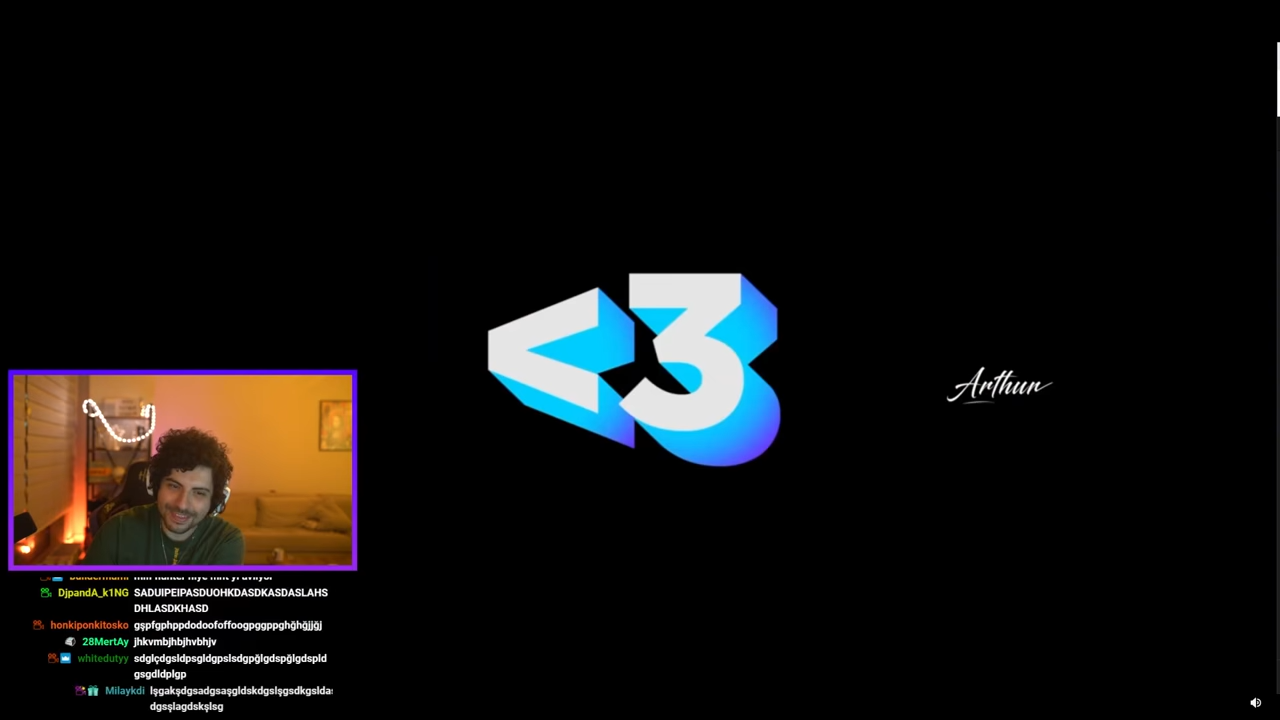 <3
Arthur
DjpandA_k1NG SADUIPEIPASDUOHKDASDKASDASLAHS
DHLASDKHASD
honkiponkitosko gşpfgphppdodoofoffoogpggppghğhğjjğj
28MertAy jhkvmbjhbjhvbhjv
whitedutyy sdglçdgsldpsgldgpslsdgpğlgdspğlgdspld
gsgdldplgp
Milaykdi lşgakşdgsadgsaşgldskdgslşgsdkgslda
dgsşlagdskşlsg